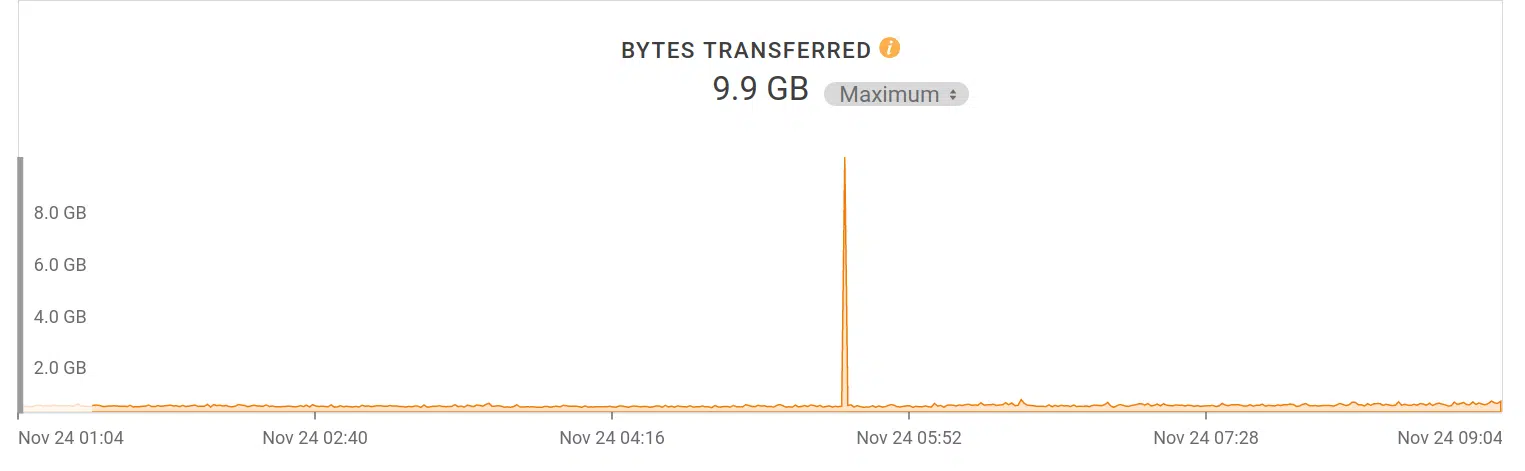 BYTES TRANSFERRED i
9.9 GB Maximum
8.0 GB
6.0 GB
4.0 GB
2.0 GB
Nov 24 01:04 Nov 24 02:40 Nov 24 04:16 Nov 24 05:52 Nov 24 07:28 Nov 24 09:04